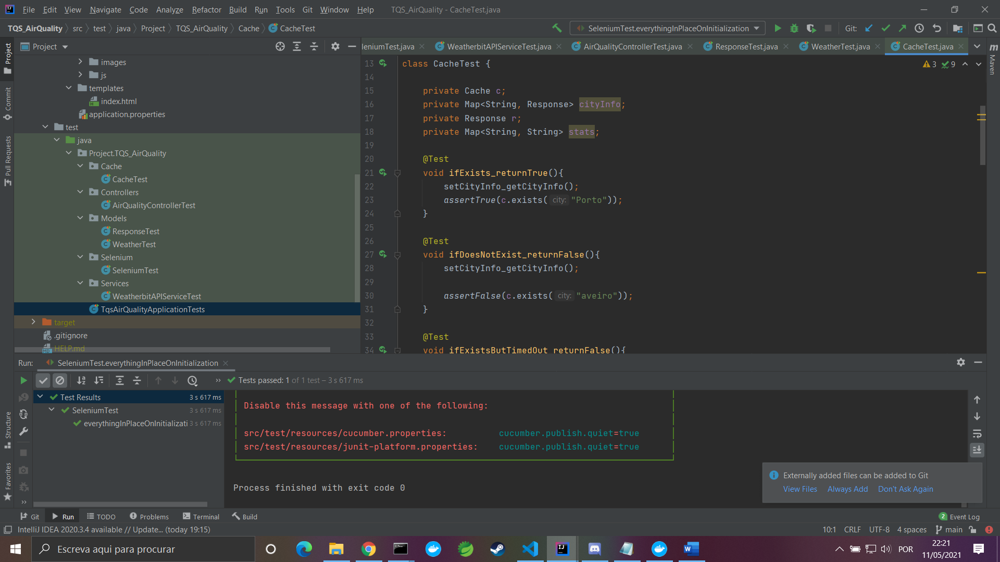 File Edit View Navigate Code Analyze Refactor Build Run Tools Git Window Help TQS_AirQuality - CacheTest.java
TQS_AirQuality src test java Project TQS_AirQuality Cache CacheTest SeleniumTest.everythingInPlaceOnInitialization Git:
Project
leniumTest.java WeatherbitAPIServiceTest.java AirQualityControllerTest.java ResponseTest.java WeatherTest.java CacheTest.java
images
js
templates
index.html
application.properties
test
java
Project.TQS_AirQuality
Cache
CacheTest
Controllers
AirQualityControllerTest
Models
ResponseTest
WeatherTest
Selenium
SeleniumTest
Services
WeatherbitAPIServiceTest
TqsAirQualityApplicationTests
target
.gitignore
HELP.md
Project
Commit
Pull Requests
Structure
Favorites
Maven
3 9
13 class CacheTest {
14
15 private Cache c;
16 private Map<String, Response> cityInfo;
17 private Response r;
18 private Map<String, String> stats;
19
20 @Test
21 void ifExists_returnTrue(){
22 setCityInfo_getCityInfo();
23 assertTrue(c.exists( city: "Porto"));
24 }
25
26 @Test
27 void ifDoesNotExist_returnFalse(){
28 setCityInfo_getCityInfo();
29
30 assertFalse(c.exists( city: "aveiro"));
31 }
32
33 @Test
34 void ifExistsButTimedOut_returnFalse(){
Run: SeleniumTest.everythingInPlaceOnInitialization
Tests passed: 1 of 1 test – 3 s 617 ms
Test Results 3 s 617 ms
SeleniumTest 3 s 617 ms
everythingInPlaceOnInitializati 3 s 617 ms
Disable this message with one of the following:
src/test/resources/cucumber.properties: cucumber.publish.quiet=true
src/test/resources/junit-platform.properties: cucumber.publish.quiet=true
Process finished with exit code 0
Externally added files can be added to Git
View Files Always Add Don't Ask Again
Git Run TODO Problems Terminal Build 2 Event Log
IntelliJ IDEA 2020.3.4 available // Update... (today 19:15) 10:1 CRLF UTF-8 4 spaces main
Escreva aqui para procurar
POR
22:21
11/05/2021